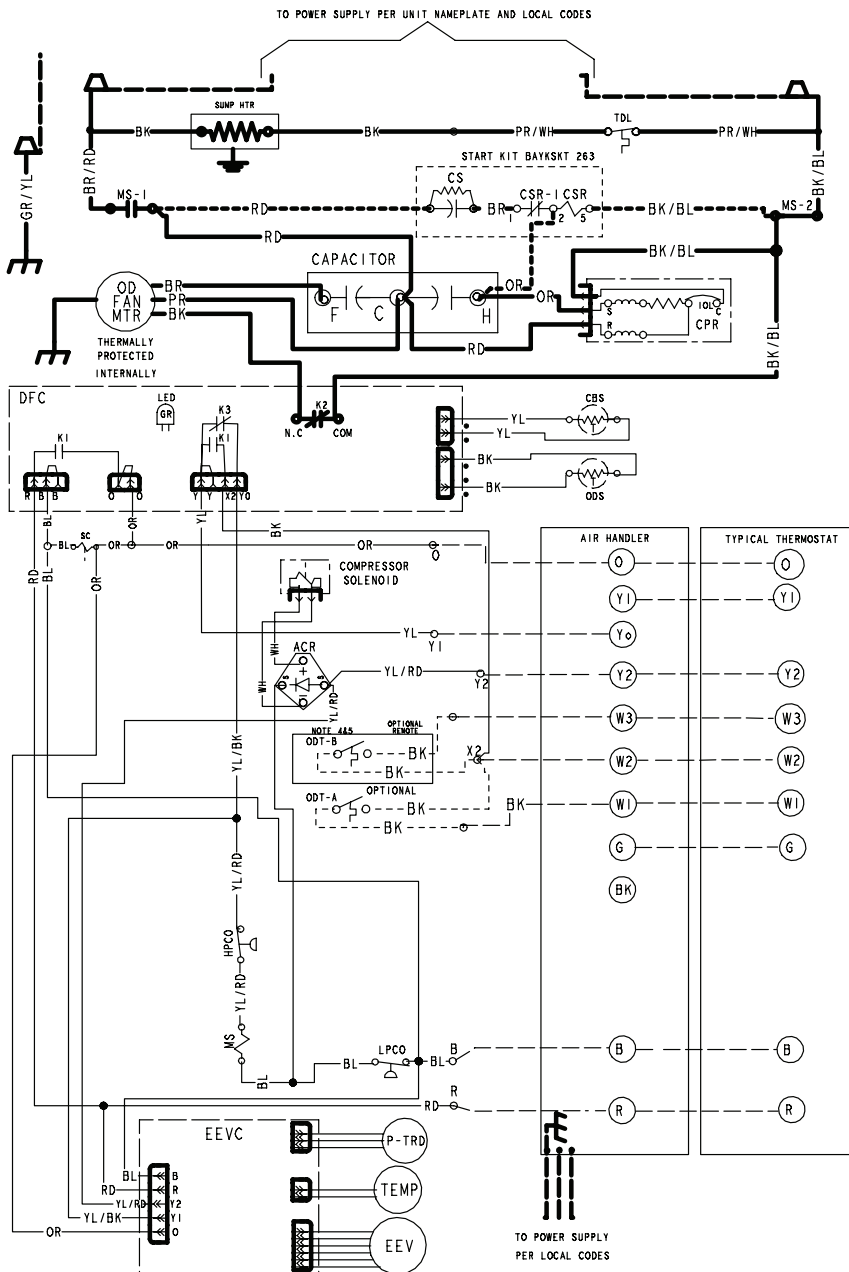 TO POWER SUPPLY PER UNIT NAMEPLATE AND LOCAL CODES
SUMP HTR
TDL
BK
BK
PR/WH
PR/WH
START KIT BAYKSKT 263
BR/RD
GR/YL
BK/BL
CS
MS-1
RD
BR
CSR-1
CSR
1
2
5
BK/BL
MS-2
RD
BK/BL
CAPACITOR
OR
OR
OD
FAN
MTR
BR
PR
BK
F
C
H
S
R
IOL
C
CPR
RD
BK/BL
THERMALLY
PROTECTED
INTERNALLY
DFC
LED
GR
K3
K1
K1
K2
N.C
COM
CBS
YL
YL
BK
BK
ODS
R
B
B
O
O
Y
Y
X2
YO
BL
OR
YL
BK
SC
BL
OR
OR
OR
O
RD
BL
OR
COMPRESSOR
SOLENOID
AIR HANDLER
TYPICAL THERMOSTAT
O
O
Y1
Y1
YL
Y1
Yo
WH
WH
ACR
+
S
S
YL/RD
YL/RD
Y2
Y2
Y2
NOTE 4&5
OPTIONAL
REMOTE
ODT-B
BK
BK
W3
W3
YL/BK
X2
W2
W2
ODT-A
OPTIONAL
BK
BK
BK
W1
W1
G
G
BK
YL/RD
HPCO
YL/RD
MS
BL
BL
LPCO
BL
B
B
B
RD
R
R
R
EEVC
P-TRD
TEMP
EEV
BL
B
RD
R
YL/RD
Y2
YL/BK
Y1
OR
O
TO POWER SUPPLY
PER LOCAL CODES